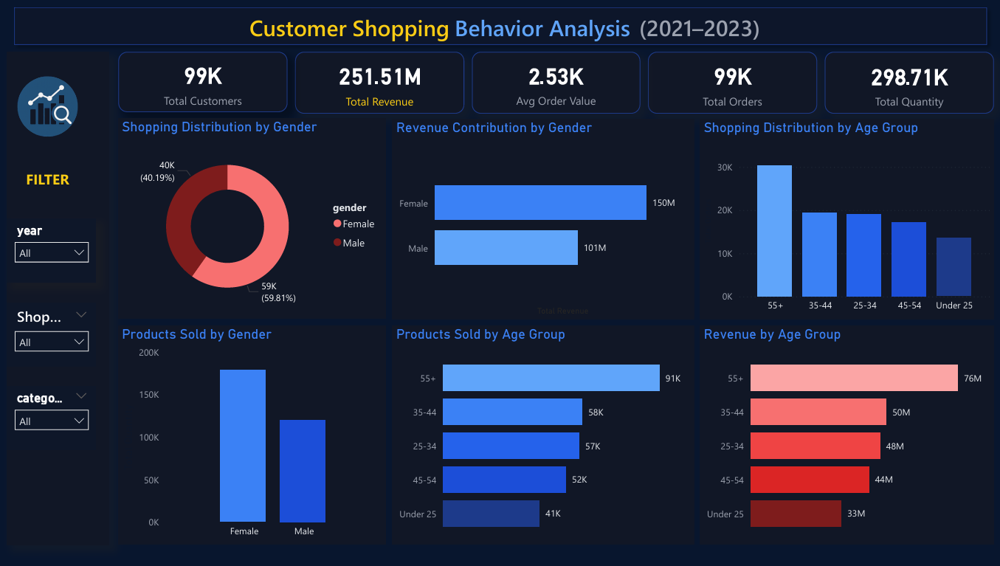 Customer Shopping Behavior Analysis (2021–2023)
99K
Total Customers
251.51M
Total Revenue
2.53K
Avg Order Value
99K
Total Orders
298.71K
Total Quantity
FILTER
year
All
Shop...
All
catego...
All
Shopping Distribution by Gender
40K
(40.19%)
59K
(59.81%)
gender
Female
Male
Revenue Contribution by Gender
Female
150M
Male
101M
Total Revenue
Shopping Distribution by Age Group
30K
20K
10K
0K
55+
35-44
25-34
45-54
Under 25
Products Sold by Gender
200K
150K
100K
50K
0K
Female
Male
Products Sold by Age Group
55+
91K
35-44
58K
25-34
57K
45-54
52K
Under 25
41K
Revenue by Age Group
55+
76M
35-44
50M
25-34
48M
45-54
44M
Under 25
33M